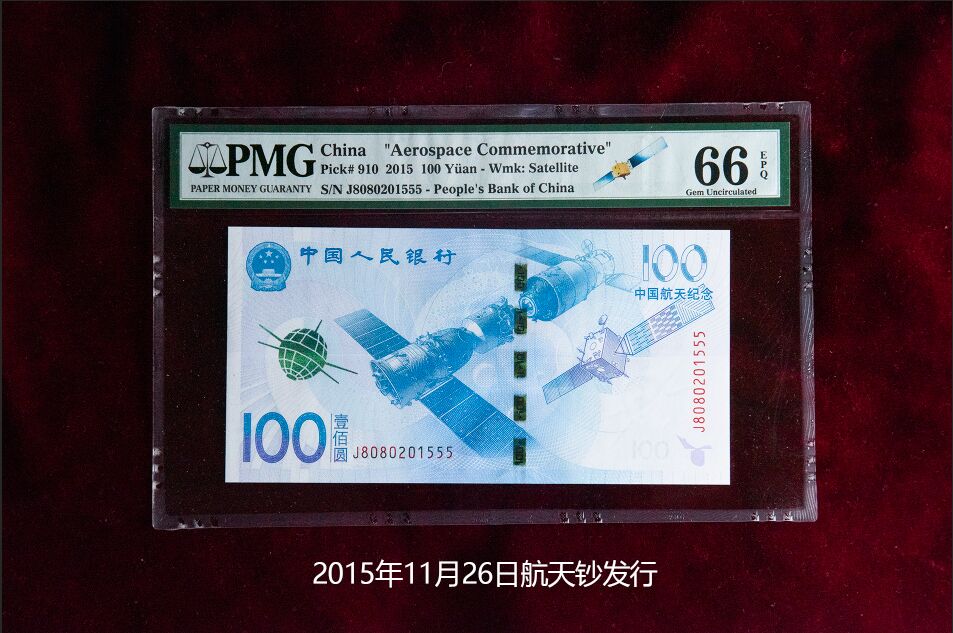 PMG
PAPER MONEY GUARANTY
China "Aerospace Commemorative"
Pick# 910 2015 100 Yüan - Wmk: Satellite
S/N J8080201555 - People's Bank of China
66
EPQ
Gem Uncirculated
中国人民银行
100
中国航天纪念
J8080201555
100
壹佰圆
J8080201555
100
2015年11月26日航天钞发行